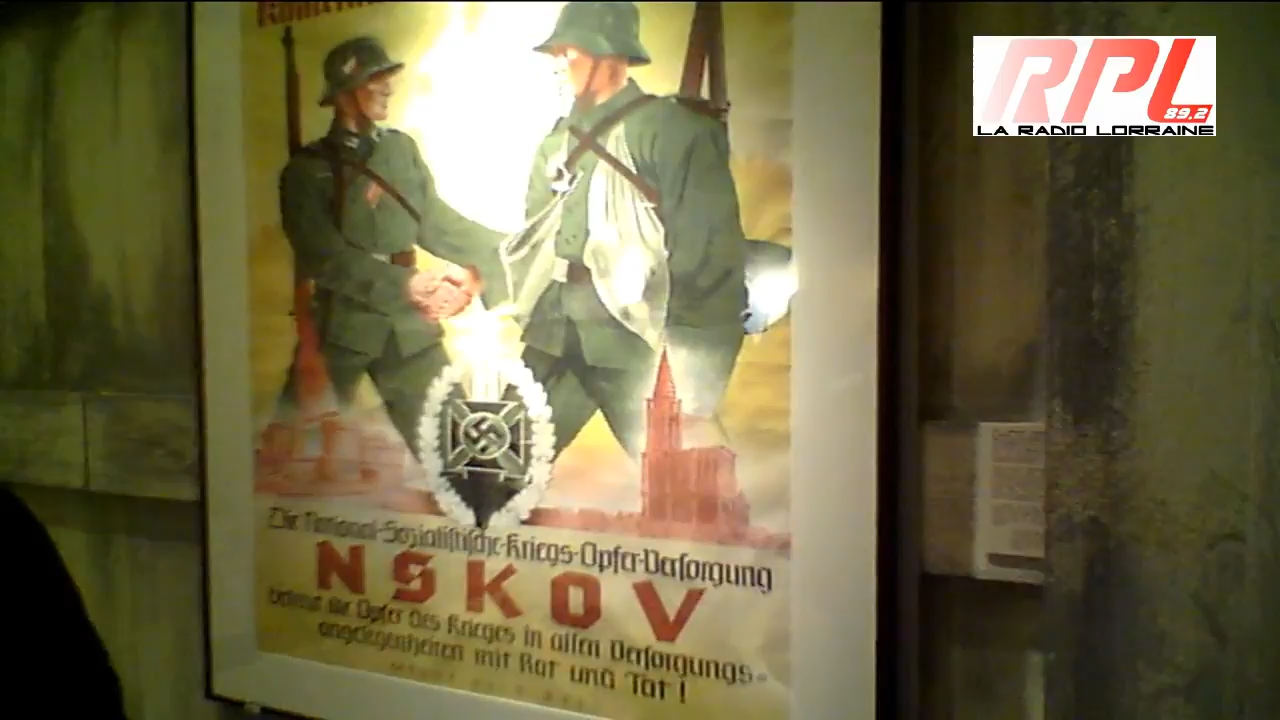 RPL
89.2
LA RADIO LORRAINE
Die National-Sozialistische-Kriegs-Opfer-Versorgung
NSKOV
betreut die Opfer des Krieges in allen Versorgungs-
angelegenheiten mit Rat und Tat!